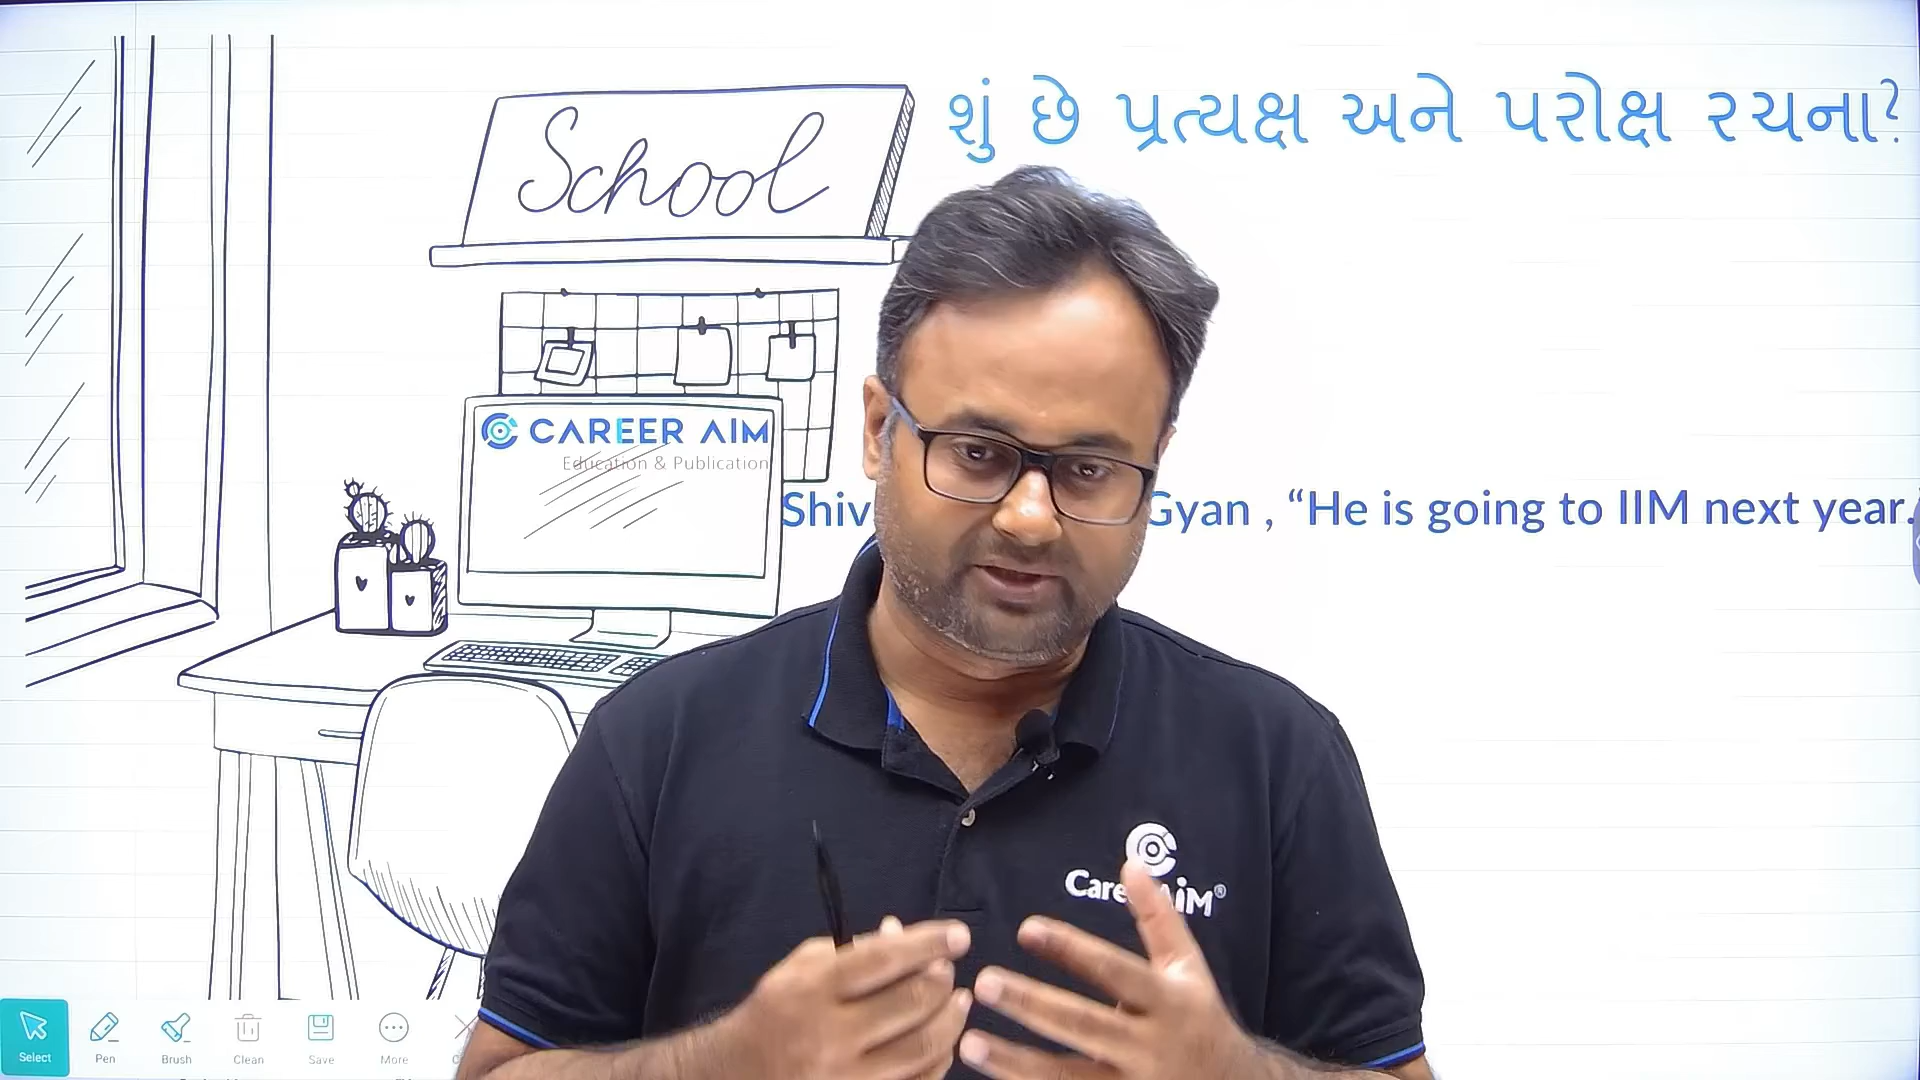 શું છે પ્રત્યક્ષ અને પરોક્ષ રચના?
School
CAREER AIM
Education & Publication
Gyan , “He is going to IIM next year.
Select Pen Brush Clean Save More